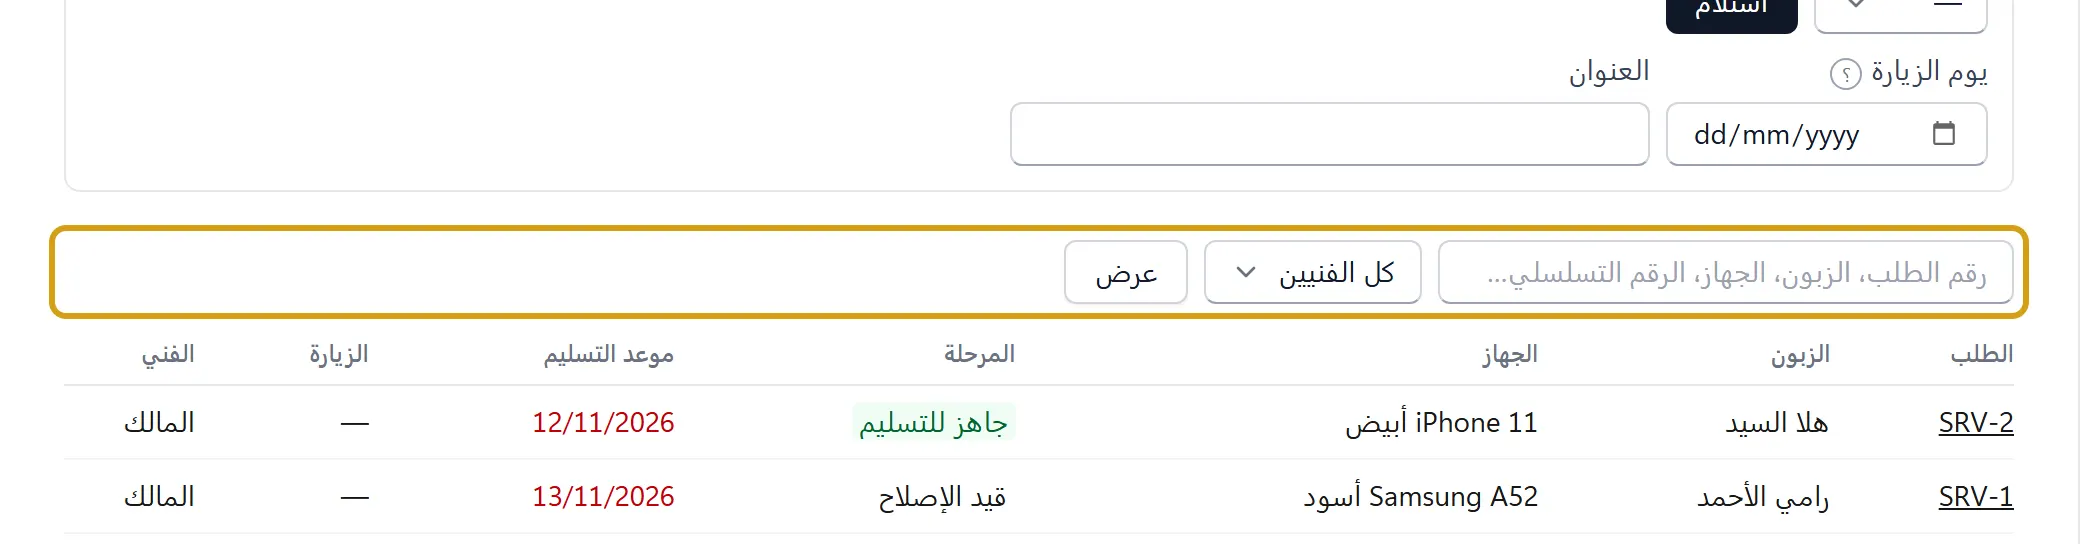 — استلام
يوم الزيارة ؟ العنوان
dd/mm/yyyy
رقم الطلب، الزبون، الجهاز، الرقم التسلسلي... كل الفنيين عرض
الطلب الزبون الجهاز المرحلة موعد التسليم الزيارة الفني
SRV-2 هلا السيد iPhone 11 أبيض جاهز للتسليم 12/11/2026 — المالك
SRV-1 رامي الأحمد Samsung A52 أسود قيد الإصلاح 13/11/2026 — المالك